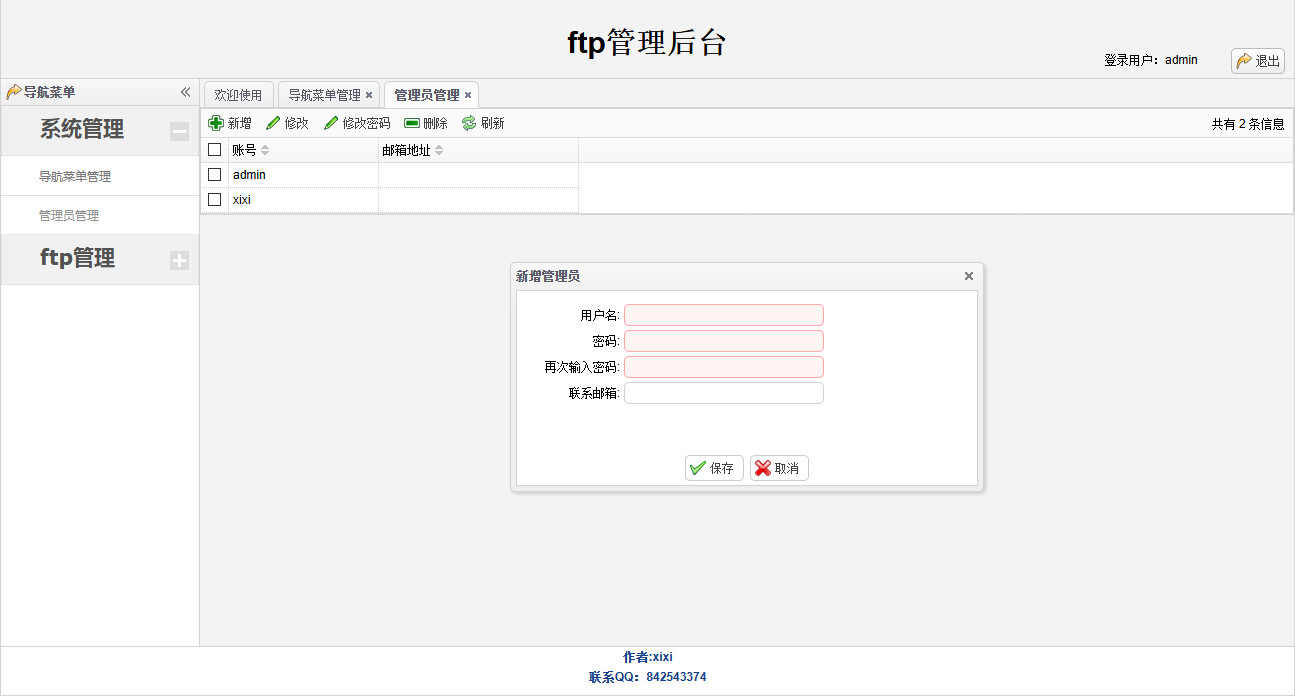 ftp管理后台
登录用户：admin 退出
导航菜单
欢迎使用 导航菜单管理 管理员管理
系统管理
导航菜单管理
管理员管理
ftp管理
新增 修改 修改密码 删除 刷新 共有 2 条信息
账号 邮箱地址
admin
xixi
新增管理员
用户名:
密码:
再次输入密码:
联系邮箱:
保存 取消
作者:xixi
联系QQ：842543374